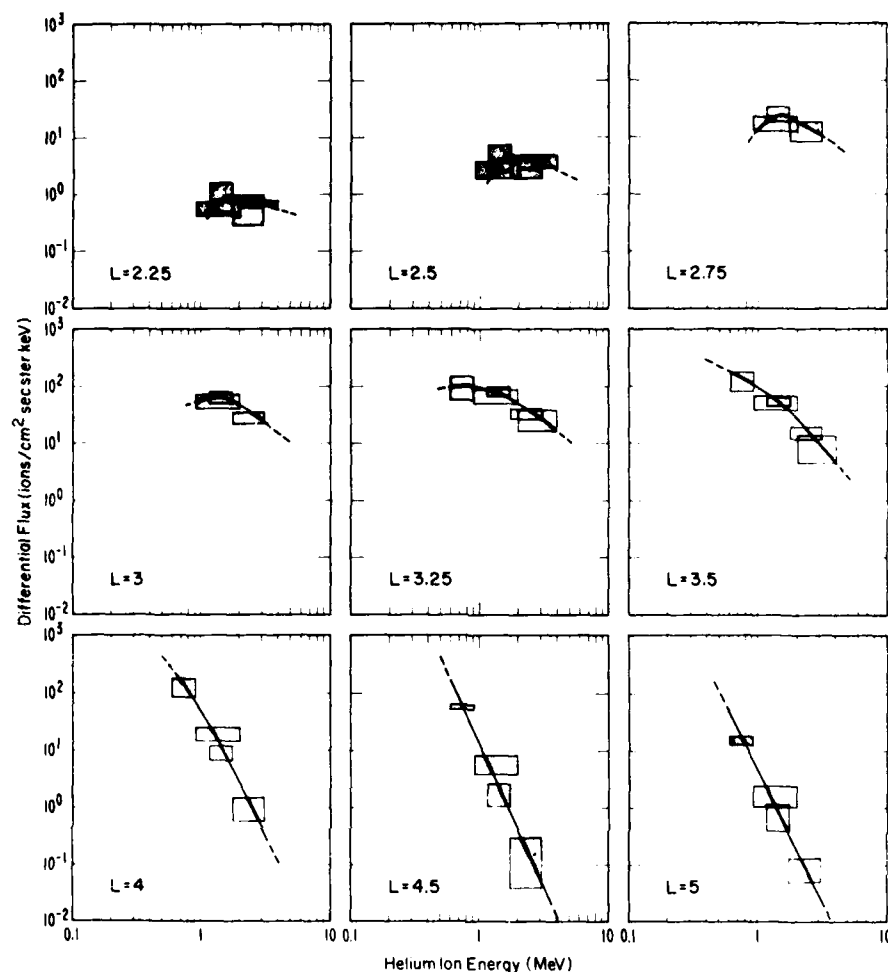 Differential Flux (ions/cm² sec ster keV)
10³
10²
10¹
10⁰
10⁻¹
10⁻²
L=2.25
L=2.5
L=2.75
10³
10²
10¹
10⁰
10⁻¹
10⁻²
L=3
L=3.25
L=3.5
10³
10²
10¹
10⁰
10⁻¹
10⁻²
L=4
L=4.5
L=5
0.1 1 10 0.1 1 10 0.1 1 10
Helium Ion Energy (MeV)